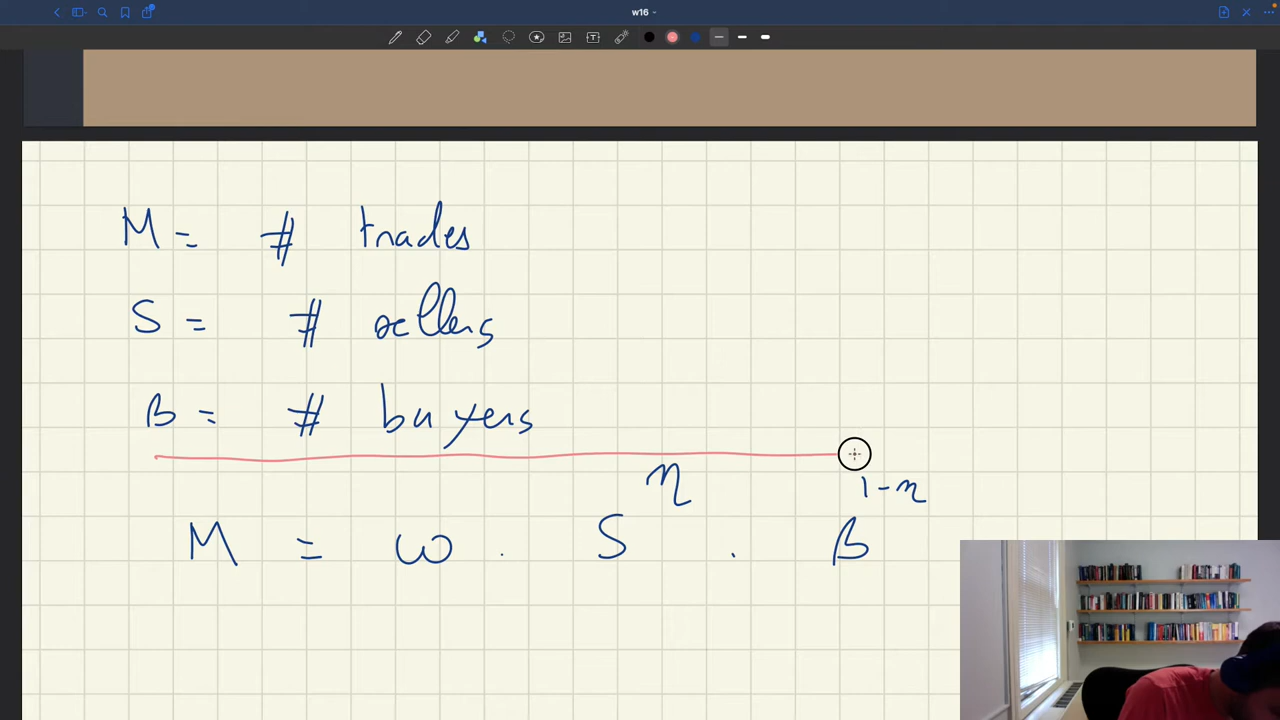 w16
M = # trades
S = # sellers
B = # buyers
M = ω . S^η . B^{1-η}